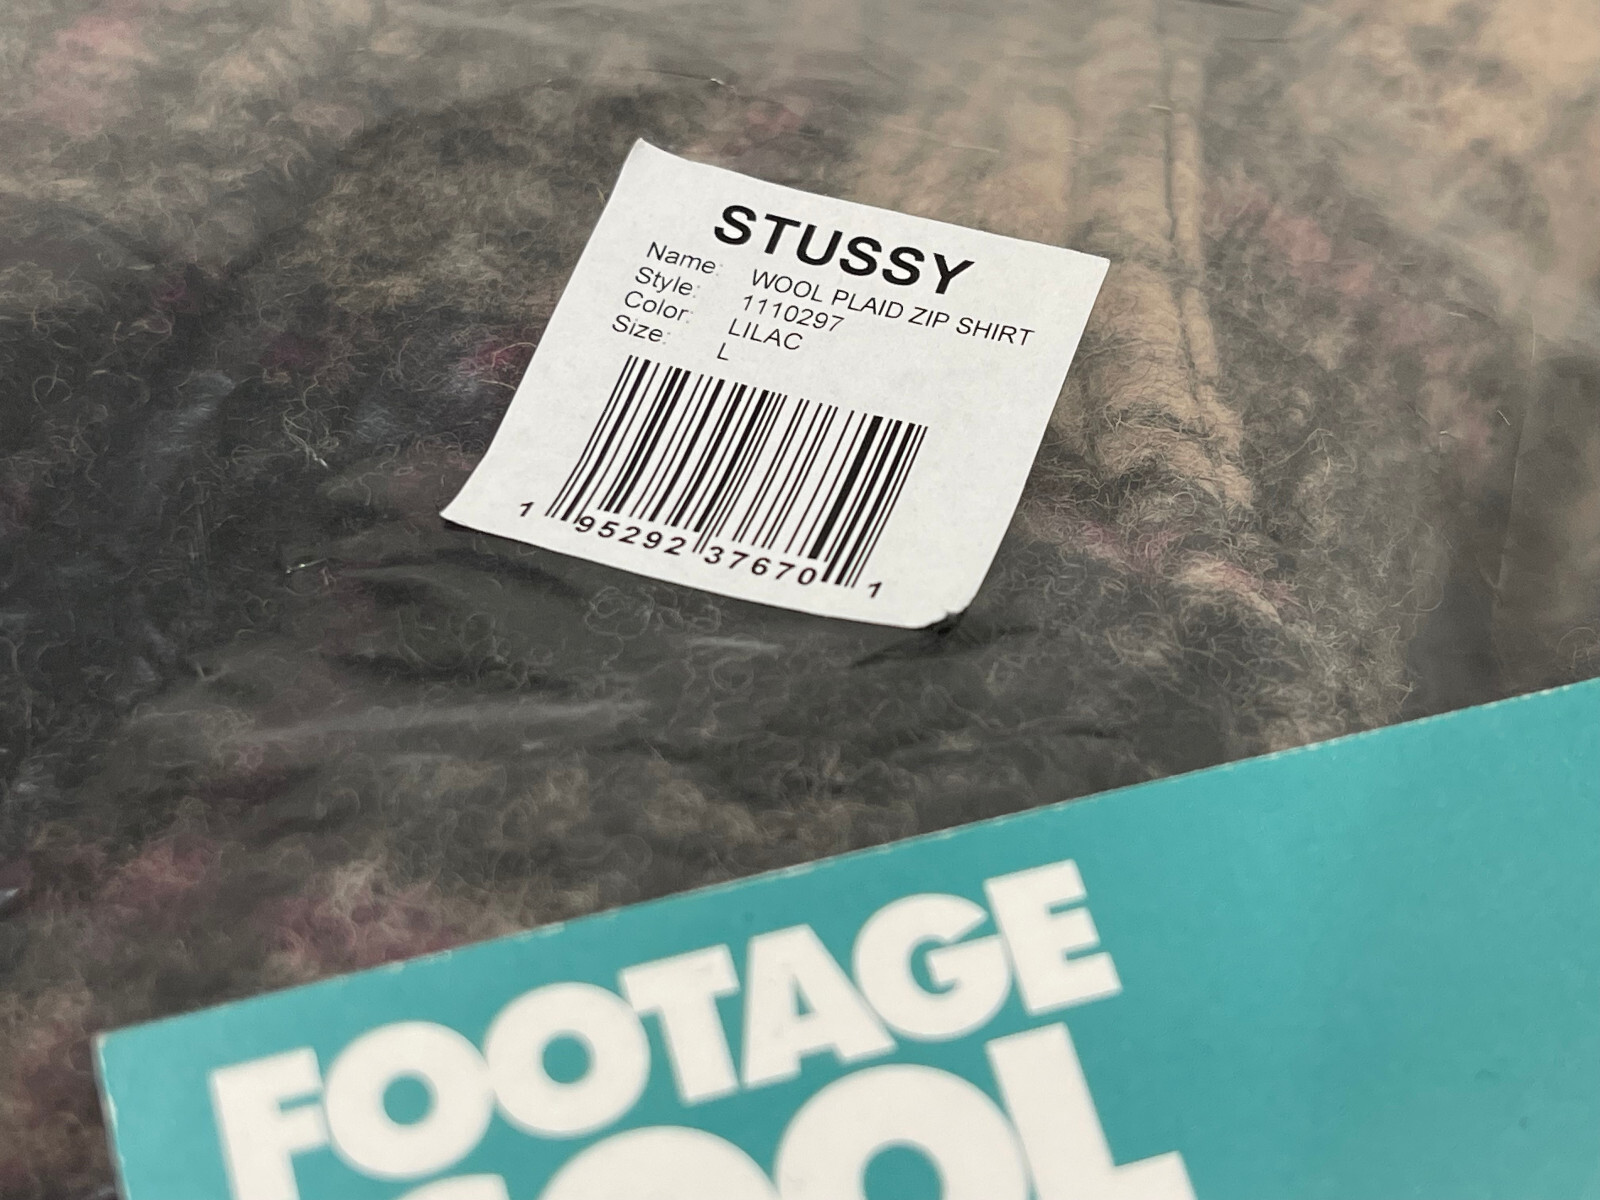 STUSSY
Name: WOOL PLAID ZIP SHIRT
Style: 1110297
Color: LILAC
Size: L
1 95292 37670 1
FOOTAGE